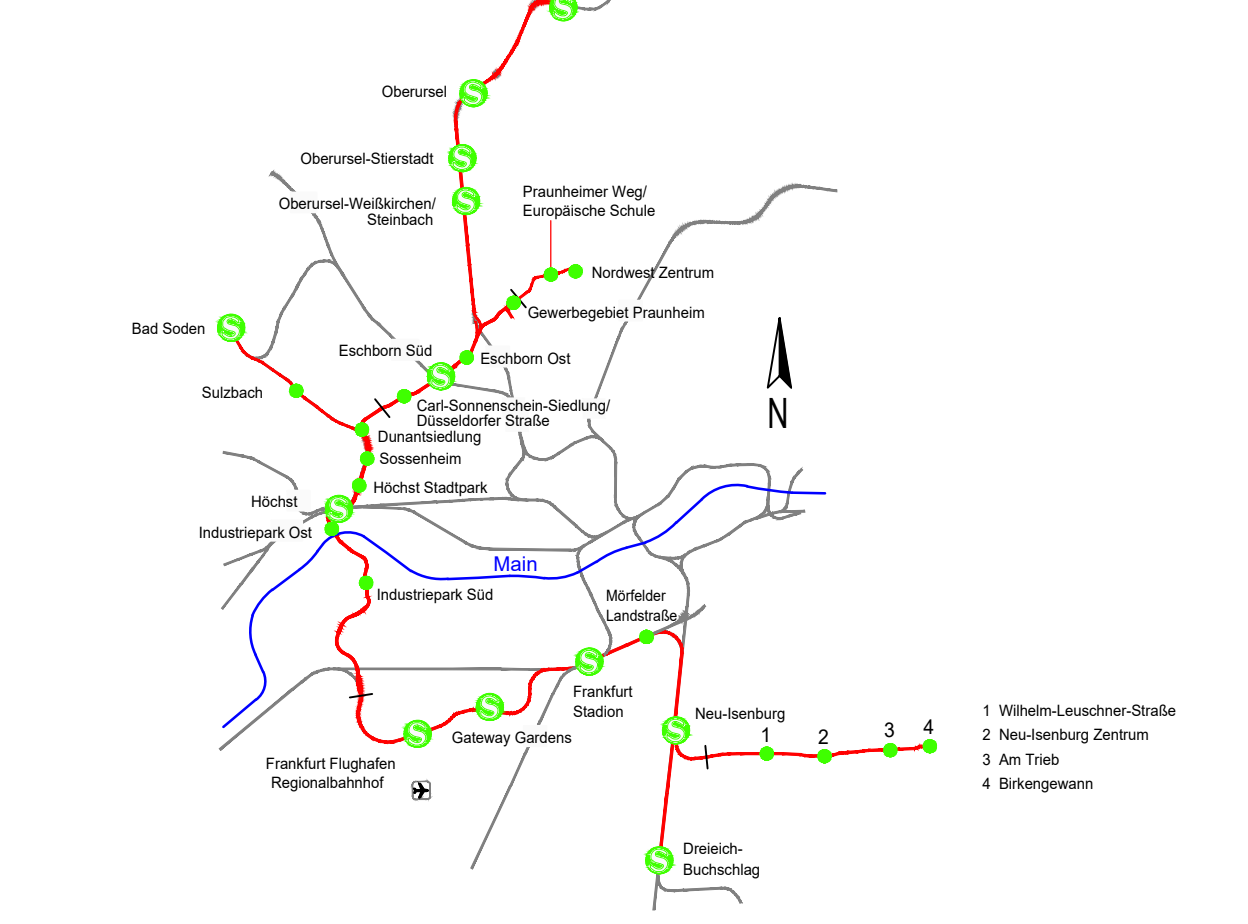 S
Oberursel
S
Oberursel-Stierstadt
S
Praunheimer Weg/
Europäische Schule
Oberursel-Weißkirchen/
Steinbach
S
Nordwest Zentrum
Gewerbegebiet Praunheim
Bad Soden
S
Eschborn Süd
Eschborn Ost
S
Sulzbach
Carl-Sonnenschein-Siedlung/
Düsseldorfer Straße
N
Dunantsiedlung
Sossenheim
Höchst Stadtpark
Höchst
S
Industriepark Ost
Main
Industriepark Süd
Mörfelder
Landstraße
S
Frankfurt
Stadion
S
Gateway Gardens
S
Frankfurt Flughafen
Regionalbahnhof
Neu-Isenburg
S
1
2
3
4
1 Wilhelm-Leuschner-Straße
2 Neu-Isenburg Zentrum
3 Am Trieb
4 Birkengewann
S
Dreieich-
Buchschlag